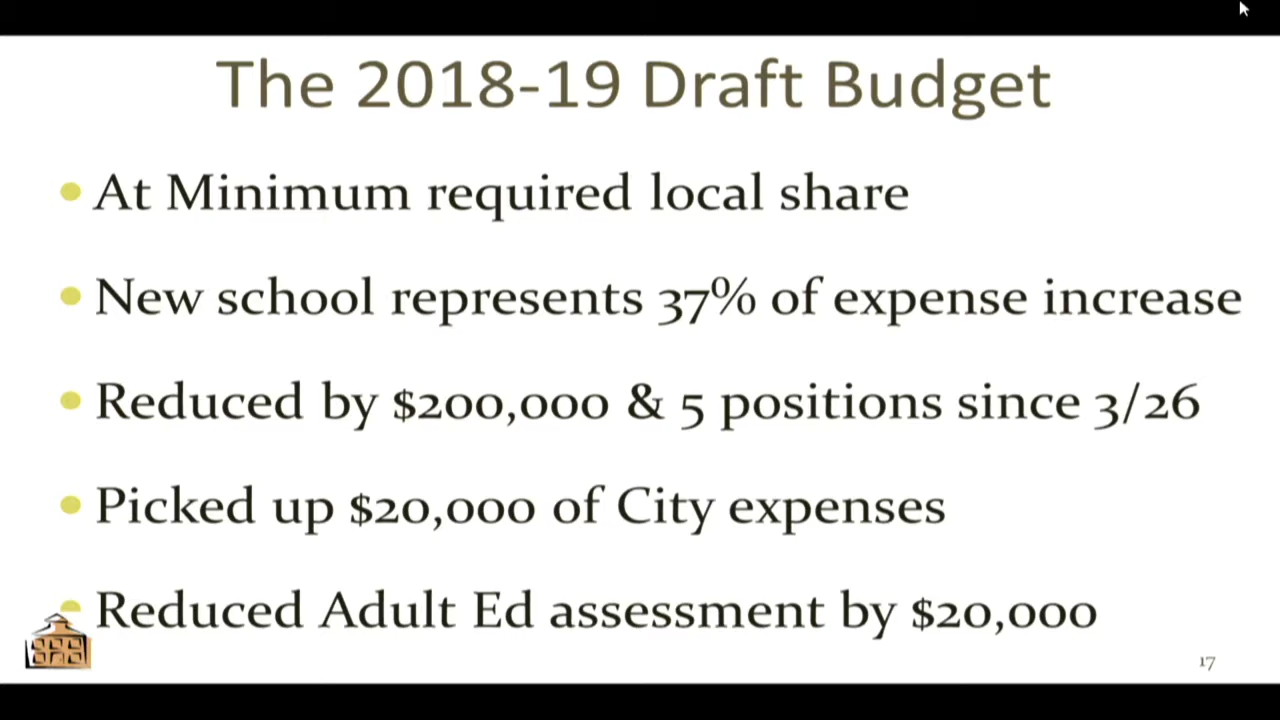 The 2018-19 Draft Budget
At Minimum required local share
New school represents 37% of expense increase
Reduced by $200,000 & 5 positions since 3/26
Picked up $20,000 of City expenses
Reduced Adult Ed assessment by $20,000
17